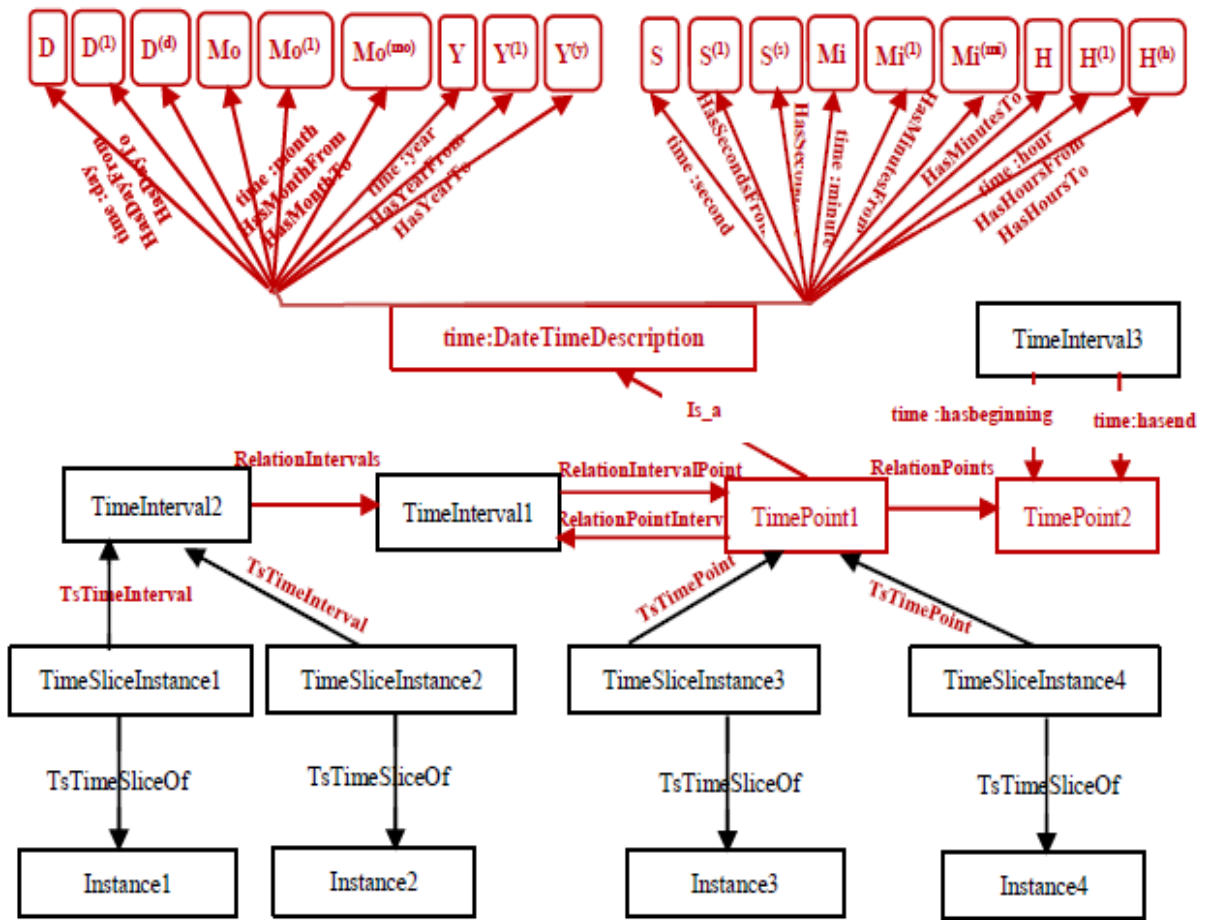 D D(1) D(d) Mo Mo(1) Mo(mo) Y Y(1) Y(y) S S(1) S(s) Mi Mi(1) Mi(mi) H H(1) H(h)
time :day
HasDayFrom
HasDayTo
time :month
HasMonthFrom
HasMonthTo
time :year
HasYearFrom
HasYearTo
time :second
HasSecondsFrom
time :minute
HasMinutesFrom
HasMinutesTo
time :hour
HasHoursFrom
HasHoursTo
time:DateTimeDescription
TimeInterval3
Is_a
time :hasbeginning
time:hasend
RelationIntervals
RelationIntervalPoint
RelationPoints
TimeInterval2
TimeInterval1
RelationPointInterv
TimePoint1
TimePoint2
TsTimeInterval
TsTimeInterval
TsTimePoint
TsTimePoint
TimeSliceInstance1
TimeSliceInstance2
TimeSliceInstance3
TimeSliceInstance4
TsTimeSliceOf
TsTimeSliceOf
TsTimeSliceOf
TsTimeSliceOf
Instance1
Instance2
Instance3
Instance4